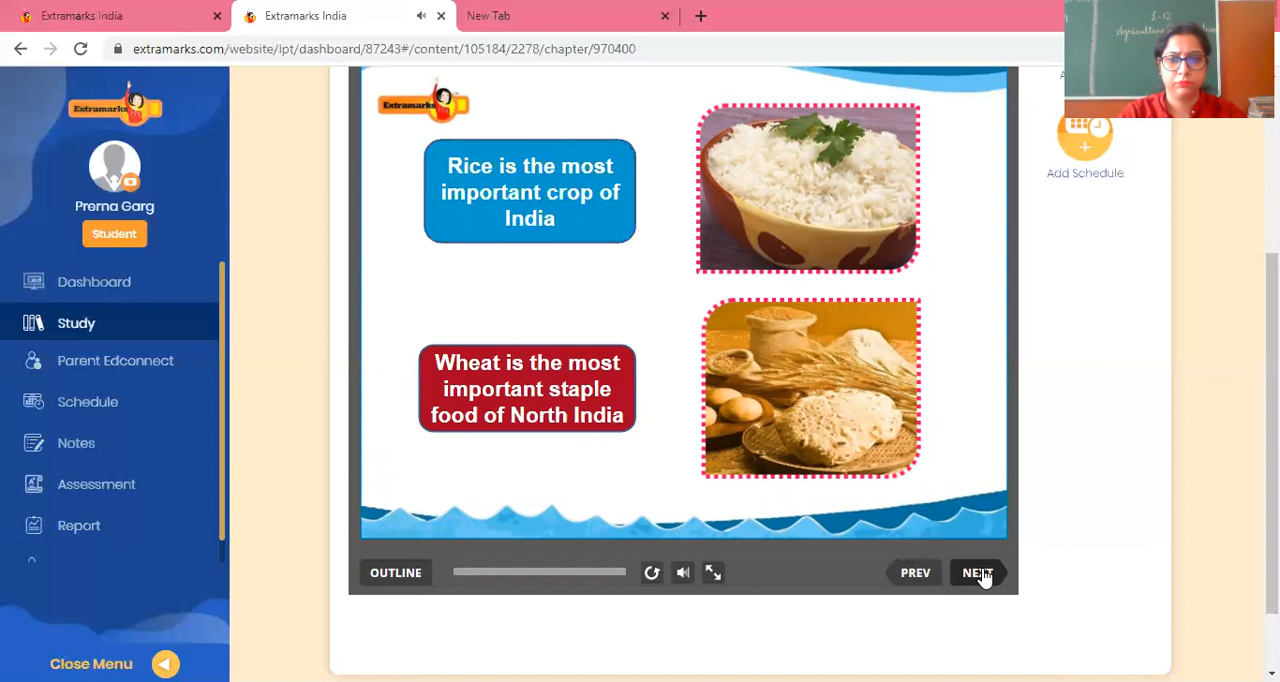 Extramarks India
Extramarks India
New Tab
extramarks.com/website/lpt/dashboard/87243#/content/105184/2278/chapter/970400
L-12
Extramarks
Prerna Garg
Student
Dashboard
Study
Parent Edconnect
Schedule
Notes
Assessment
Report
Close Menu
Extramarks
Rice is the most
important crop of
India
Wheat is the most
important staple
food of North India
OUTLINE
PREV
NEXT
Add Schedule